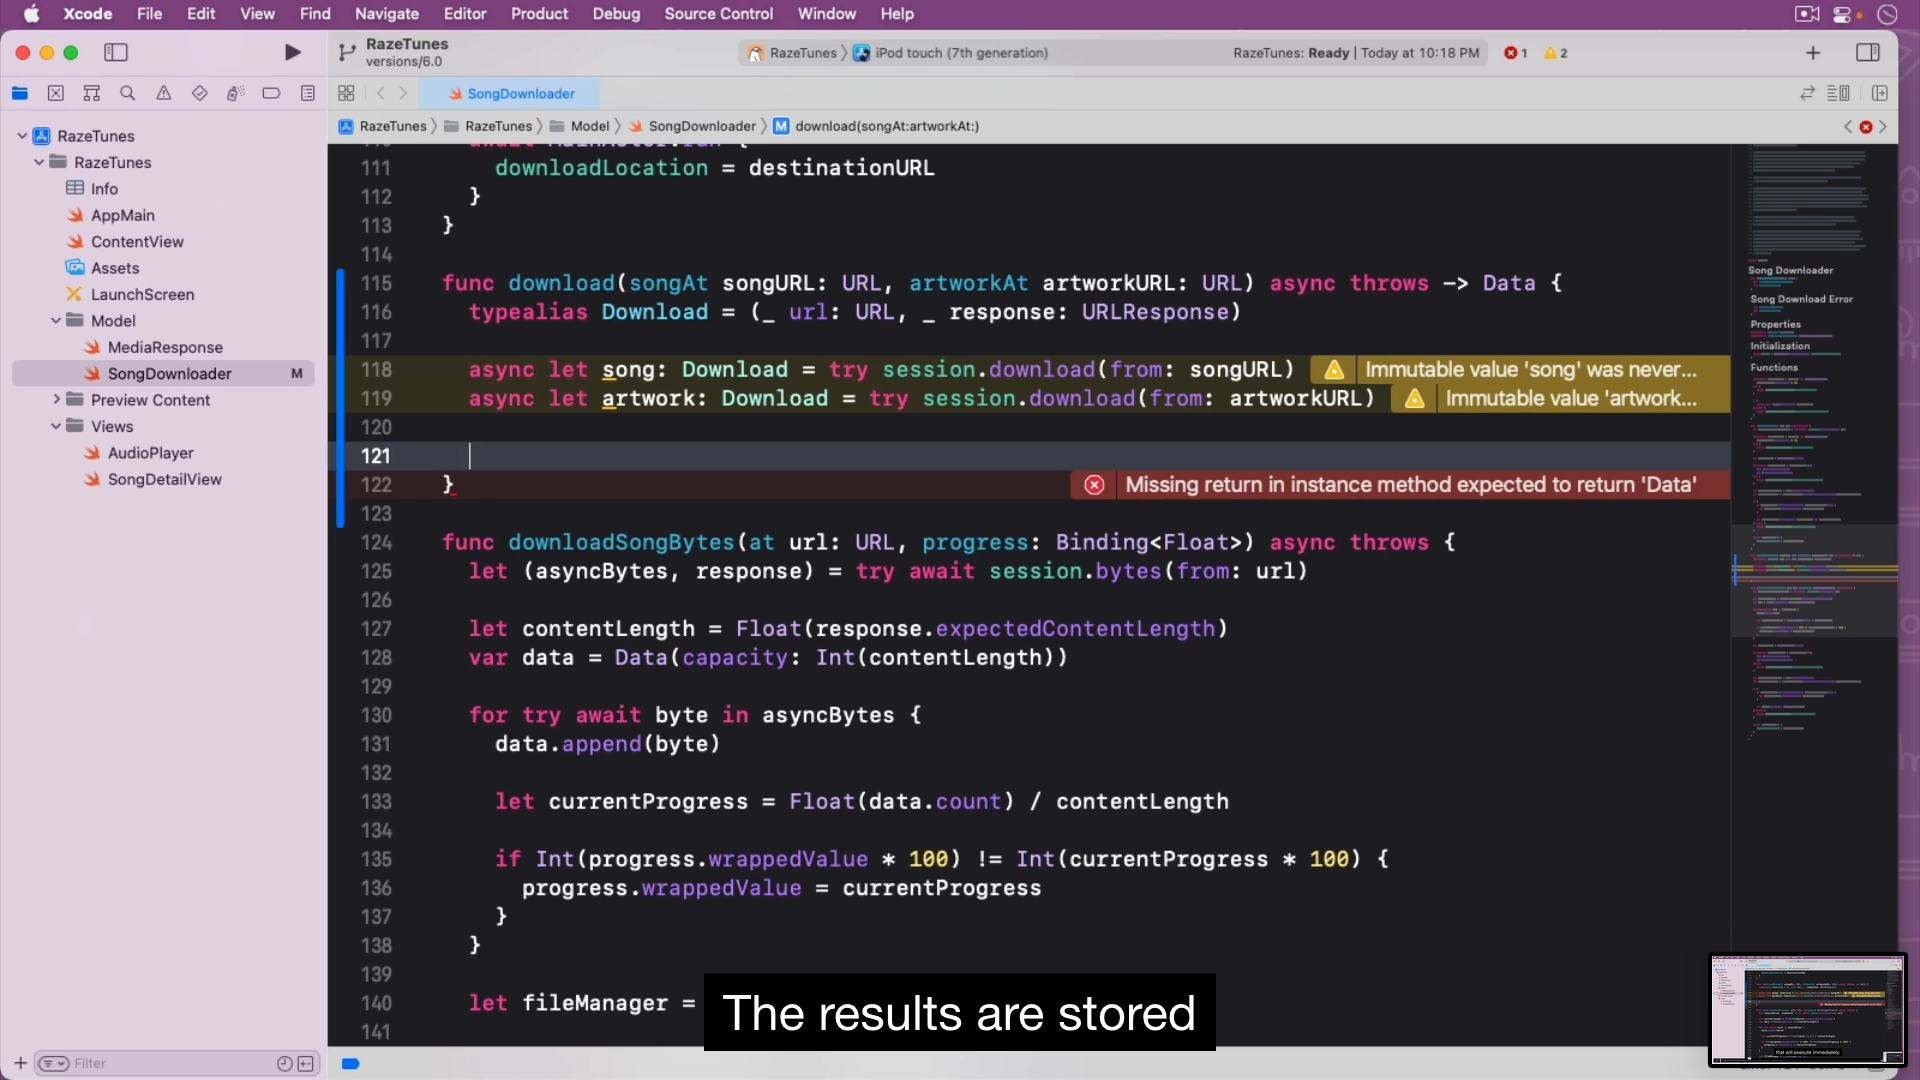 Xcode File Edit View Find Navigate Editor Product Debug Source Control Window Help
RazeTunes
versions/6.0
RazeTunes
iPod touch (7th generation)
RazeTunes: Ready | Today at 10:18 PM
1
2
SongDownloader
RazeTunes
RazeTunes
Model
SongDownloader
M
download(songAt:artworkAt:)
RazeTunes
RazeTunes
Info
AppMain
ContentView
Assets
LaunchScreen
Model
MediaResponse
SongDownloader M
Preview Content
Views
AudioPlayer
SongDetailView
Filter
110 await MainActor.run {
111 downloadLocation = destinationURL
112 }
113 }
114
115 func download(songAt songURL: URL, artworkAt artworkURL: URL) async throws -> Data {
116 typealias Download = (_ url: URL, _ response: URLResponse)
117
118 async let song: Download = try session.download(from: songURL) Immutable value 'song' was never...
119 async let artwork: Download = try session.download(from: artworkURL) Immutable value 'artwork...
120
121
122 } Missing return in instance method expected to return 'Data'
123
124 func downloadSongBytes(at url: URL, progress: Binding<Float>) async throws {
125 let (asyncBytes, response) = try await session.bytes(from: url)
126
127 let contentLength = Float(response.expectedContentLength)
128 var data = Data(capacity: Int(contentLength))
129
130 for try await byte in asyncBytes {
131 data.append(byte)
132
133 let currentProgress = Float(data.count) / contentLength
134
135 if Int(progress.wrappedValue * 100) != Int(currentProgress * 100) {
136 progress.wrappedValue = currentProgress
137 }
138 }
139
140 let fileManager =
141
Song Downloader
Song Download Error
Properties
Initialization
Functions
The results are stored
that will execute immediately.